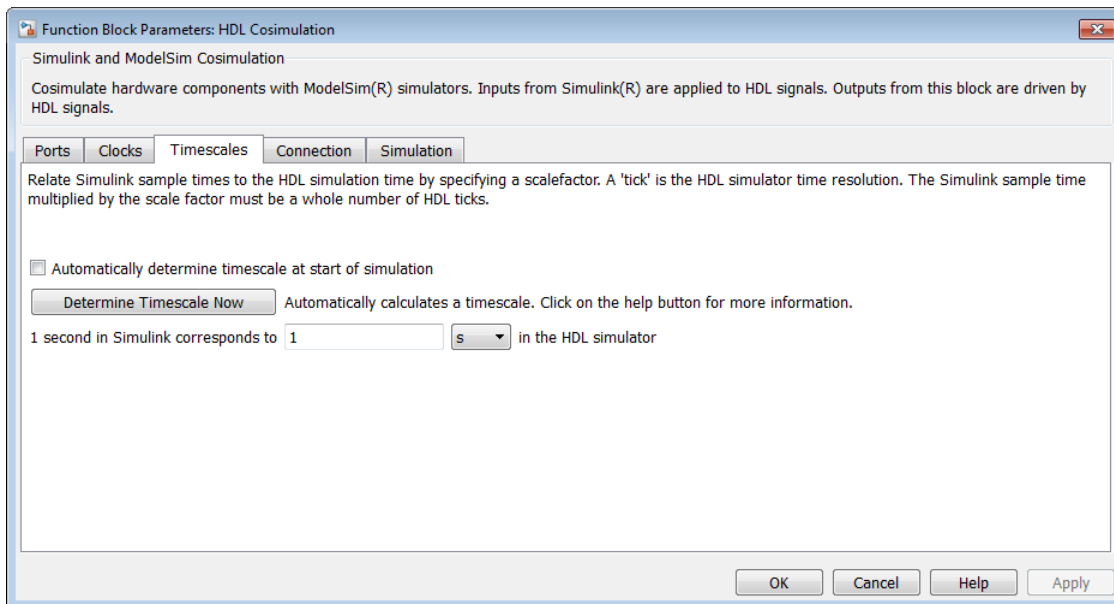 Function Block Parameters: HDL Cosimulation
Simulink and ModelSim Cosimulation
Cosimulate hardware components with ModelSim(R) simulators. Inputs from Simulink(R) are applied to HDL signals. Outputs from this block are driven by
HDL signals.
Ports Clocks Timescales Connection Simulation
Relate Simulink sample times to the HDL simulation time by specifying a scalefactor. A 'tick' is the HDL simulator time resolution. The Simulink sample time
multiplied by the scale factor must be a whole number of HDL ticks.
Automatically determine timescale at start of simulation
Determine Timescale Now Automatically calculates a timescale. Click on the help button for more information.
1 second in Simulink corresponds to 1 s in the HDL simulator
OK Cancel Help Apply